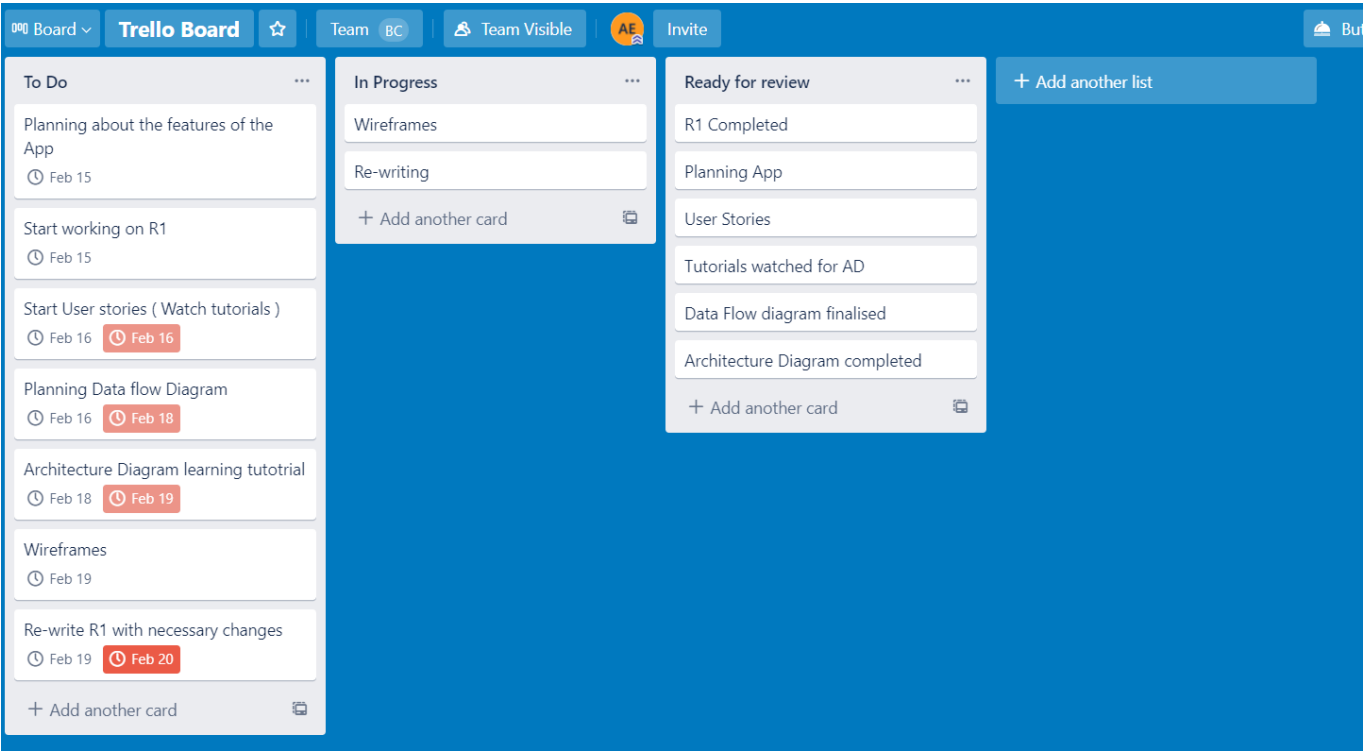 Board
Trello Board
Team BC
Team Visible
AE
Invite
To Do
Planning about the features of the
App
Feb 15
Start working on R1
Feb 15
Start User stories ( Watch tutorials )
Feb 16 Feb 16
Planning Data flow Diagram
Feb 16 Feb 18
Architecture Diagram learning tutotrial
Feb 18 Feb 19
Wireframes
Feb 19
Re-write R1 with necessary changes
Feb 19 Feb 20
+ Add another card
In Progress
Wireframes
Re-writing
+ Add another card
Ready for review
R1 Completed
Planning App
User Stories
Tutorials watched for AD
Data Flow diagram finalised
Architecture Diagram completed
+ Add another card
+ Add another list